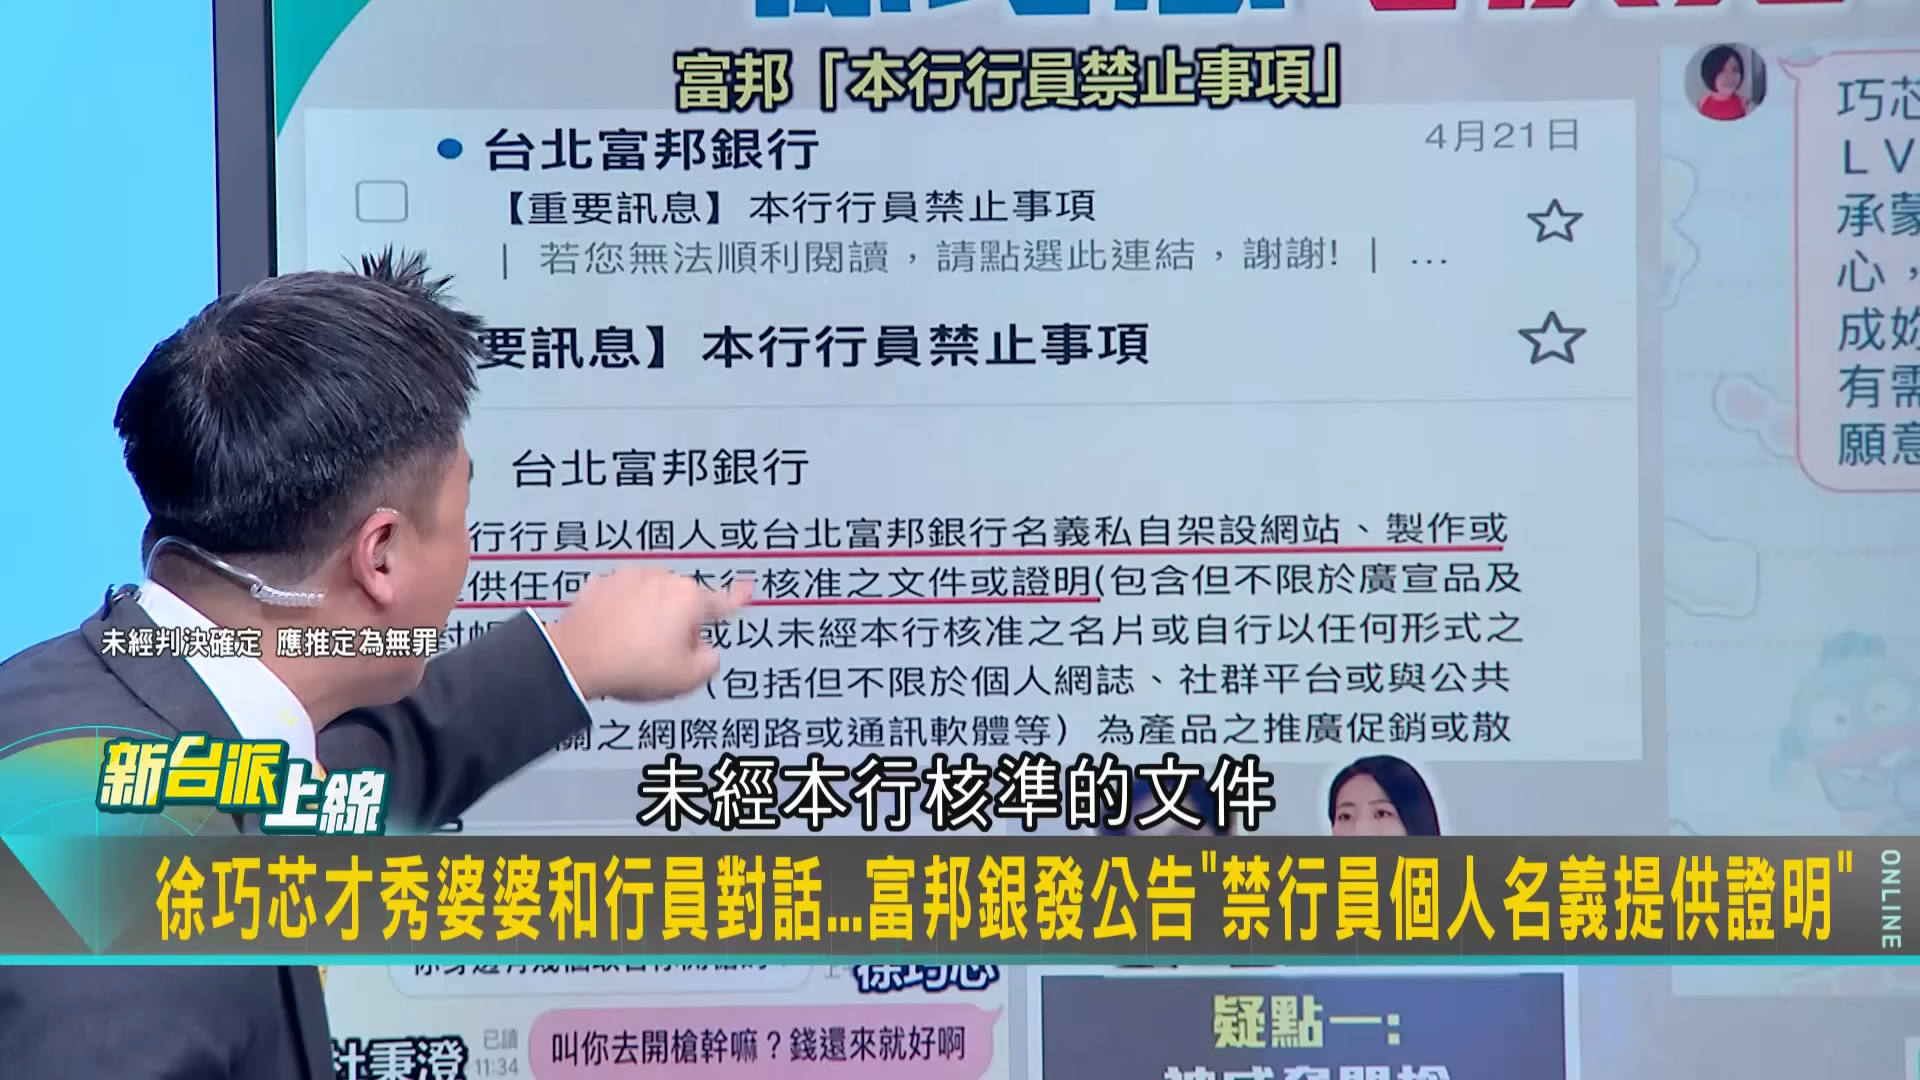 富邦「本行行員禁止事項」
台北富邦銀行
4月21日
【重要訊息】本行行員禁止事項
| 若您無法順利閱讀，請點選此連結，謝謝! | ...
要訊息】本行行員禁止事項
台北富邦銀行
行行員以個人或台北富邦銀行名義私自架設網站、製作或
供任何 本行核准之文件或證明(包含但不限於廣宣品及
或以未經本行核准之名片或自行以任何形式之
（包括但不限於個人網誌、社群平台或與公共
關之網際網路或通訊軟體等）為產品之推廣促銷或散
巧芯
LV
承蒙
心，
成妳
有需
願意
未經判決確定 應推定為無罪
新台派上線
未經本行核準的文件
徐巧芯才秀婆婆和行員對話...富邦銀發公告"禁行員個人名義提供證明"
ONLINE
徐巧芯
杜秉澄
已讀
11:34
叫你去開槍幹嘛？錢還來就好啊
疑點一: